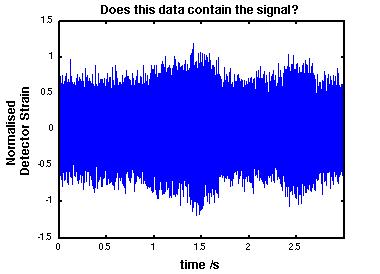 Does this data contain the signal?
1.5
1
0.5
0
-0.5
-1
-1.5
Normalised
Detector Strain
0 0.5 1 1.5 2 2.5
time /s